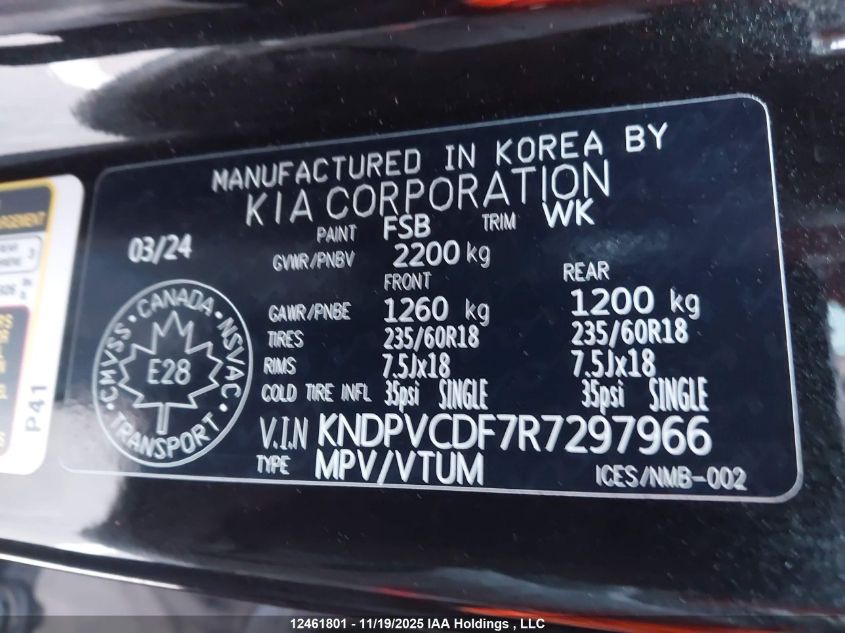 MANUFACTURED IN KOREA BY
KIA CORPORATION
03/24 PAINT FSB TRIM WK
GVWR/PNBV 2200 kg
FRONT REAR
GAWR/PNBE 1260 kg 1200 kg
TIRES 235/60R18 235/60R18
RIMS 7.5Jx18 7.5Jx18
COLD TIRE INFL 35psi SINGLE 35psi SINGLE
V.I.N KNDPVCDF7R7297966
TYPE MPV/VTUM ICES/NMB-002
CMVSS · CANADA · NSVAC ·
E28
TRANSPORT
P41
12461801 - 11/19/2025 IAA Holdings , LLC